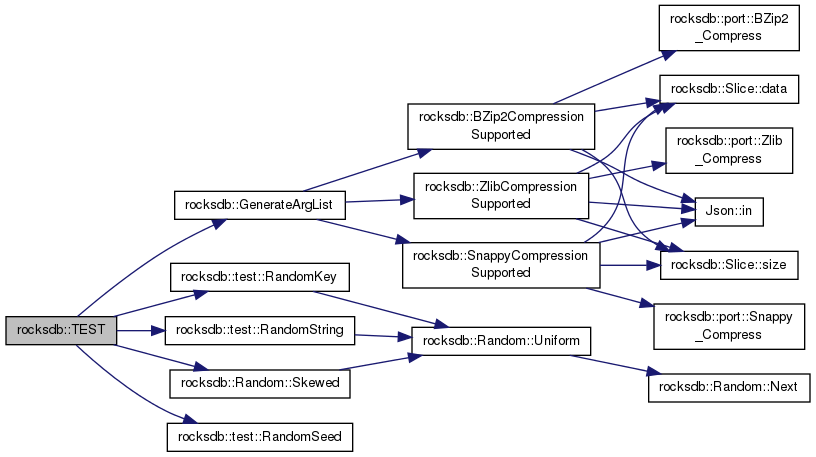 rocksdb::port::BZip2
_Compress
rocksdb::Slice::data
rocksdb::BZip2Compression
Supported
rocksdb::port::Zlib
_Compress
rocksdb::ZlibCompression
Supported
rocksdb::GenerateArgList
Json::in
rocksdb::SnappyCompression
Supported
rocksdb::Slice::size
rocksdb::test::RandomKey
rocksdb::port::Snappy
_Compress
rocksdb::TEST
rocksdb::test::RandomString
rocksdb::Random::Uniform
rocksdb::Random::Skewed
rocksdb::Random::Next
rocksdb::test::RandomSeed